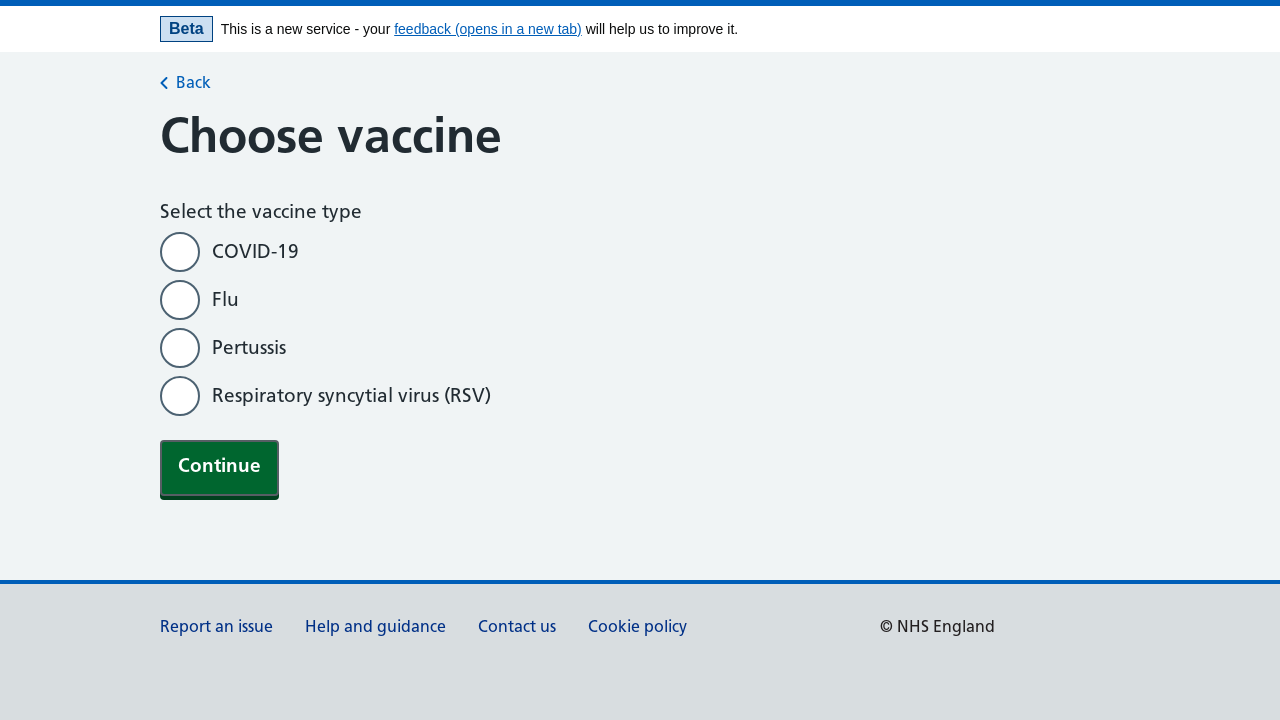 Beta This is a new service - your feedback (opens in a new tab) will help us to improve it.
Back
Choose vaccine
Select the vaccine type
COVID-19
Flu
Pertussis
Respiratory syncytial virus (RSV)
Continue
Report an issue Help and guidance Contact us Cookie policy © NHS England